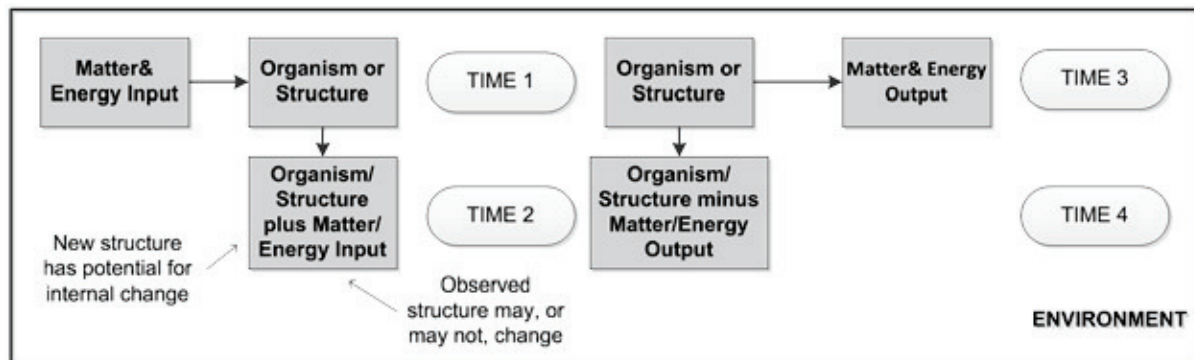 Matter&
Energy Input
Organism or
Structure
TIME 1
Organism or
Structure
Matter& Energy
Output
TIME 3
Organism/
Structure
plus Matter/
Energy Input
TIME 2
Organism/
Structure minus
Matter/Energy
Output
TIME 4
New structure
has potential for
internal change
Observed
structure may, or
may not, change
ENVIRONMENT